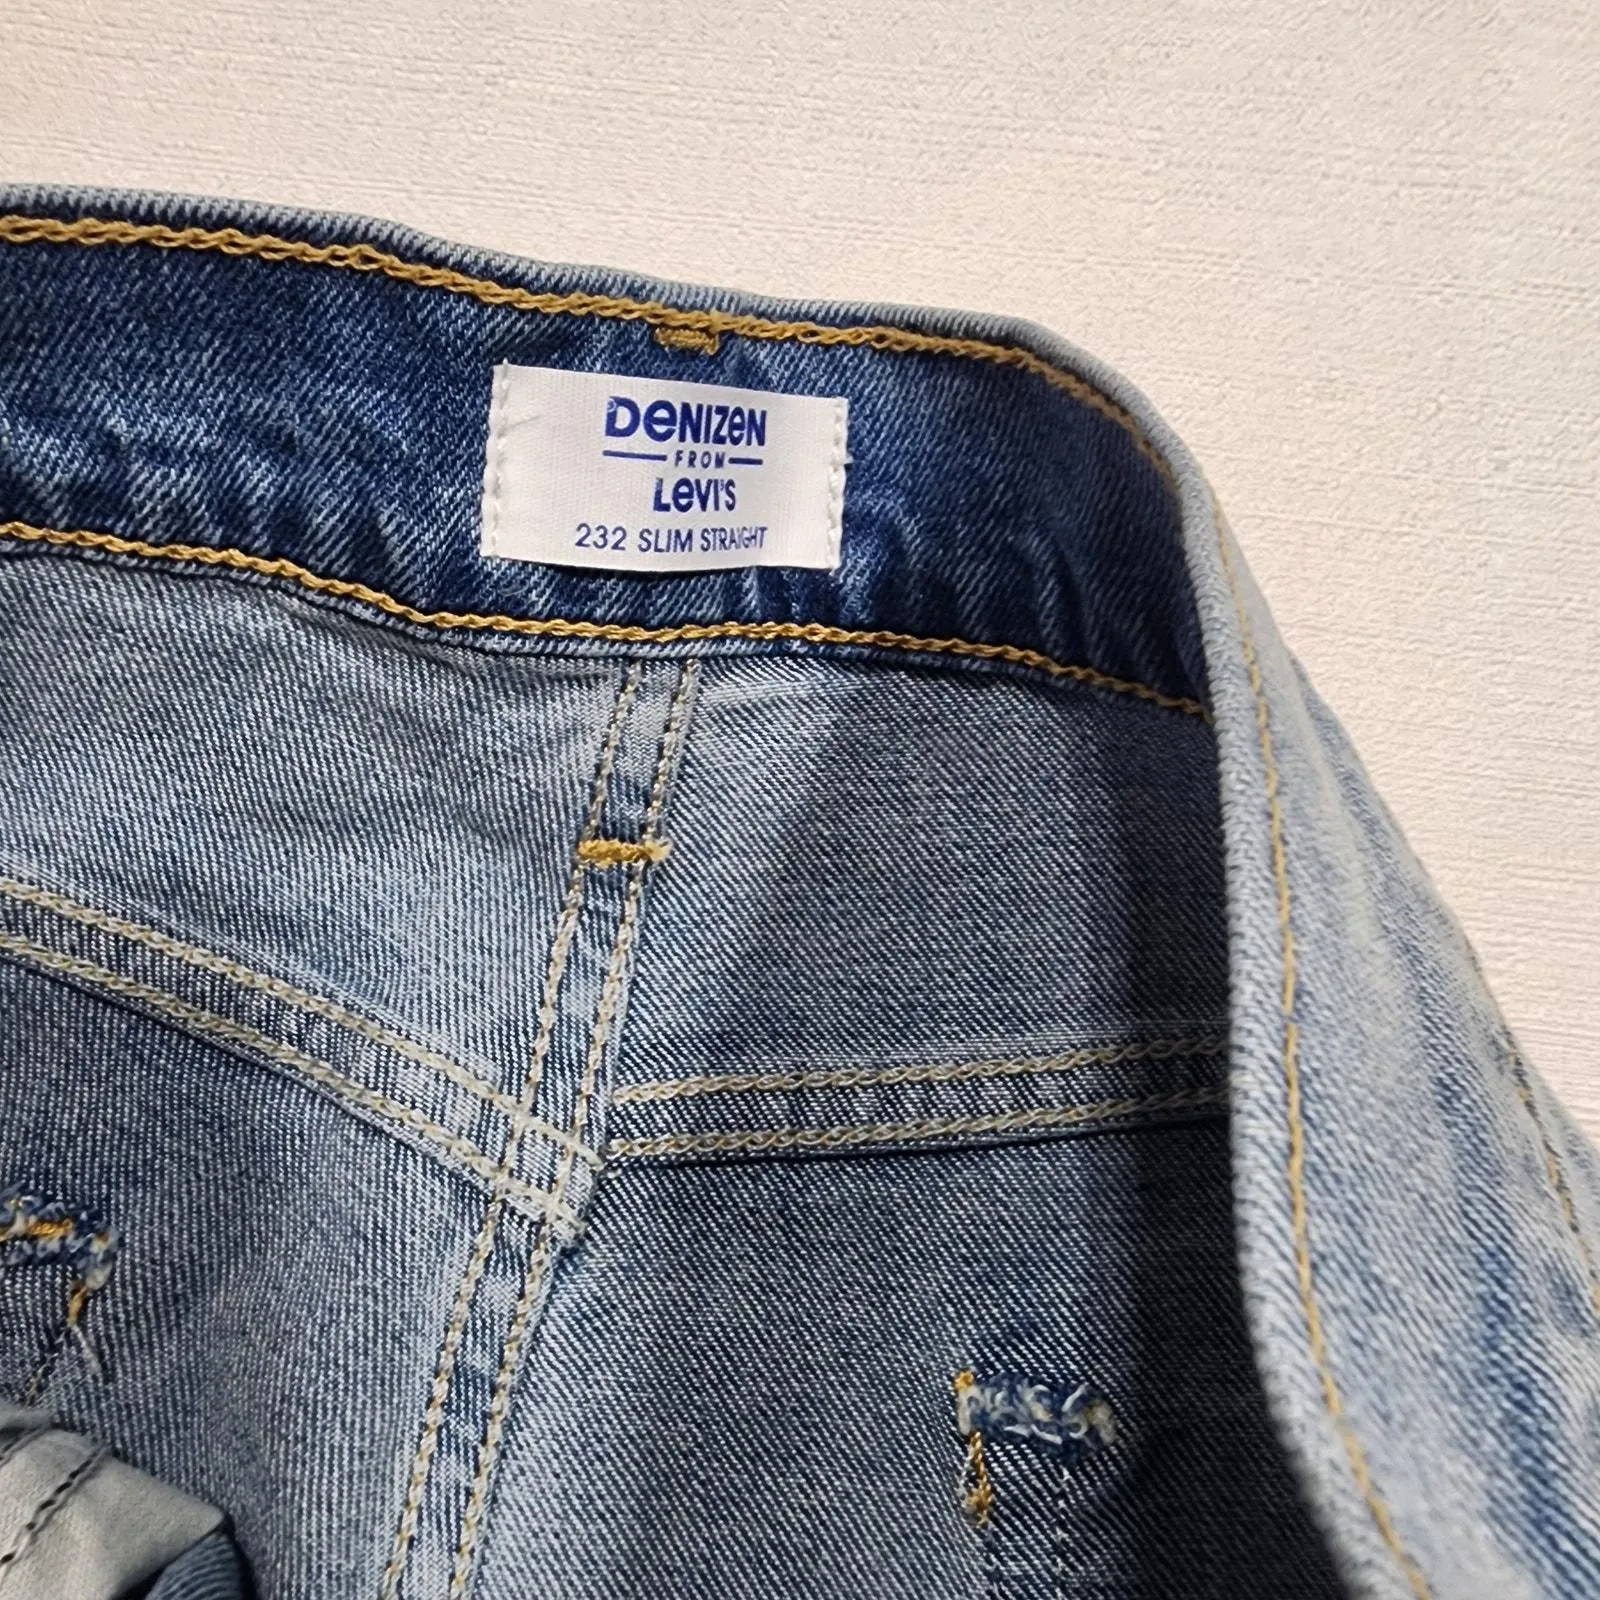 DENIZEN
FROM
LEVI'S
232 SLIM STRAIGHT